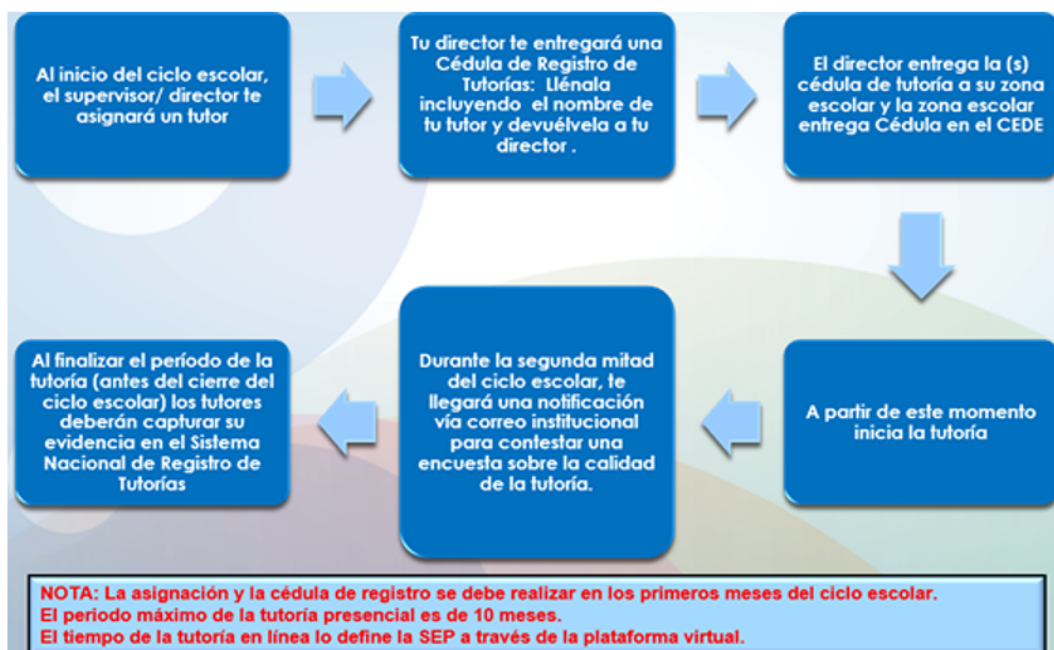 Al inicio del ciclo escolar,
el supervisor/ director te
asignará un tutor
Tu director te entregará una
Cédula de Registro de
Tutorías:  Llénala
incluyendo  el nombre de
tu tutor y devuélvela a tu
director .
El director entrega la (s)
cédula de tutoría a su zona
escolar y la zona escolar
entrega Cédula en el CEDE
A partir de este momento
inicia la tutoría
Durante la segunda mitad
del ciclo escolar, te
llegará una notificación
vía correo institucional
para contestar una
encuesta sobre la calidad
de la tutoría.
Al finalizar el período de la
tutoría (antes del cierre del
ciclo escolar) los tutores
deberán capturar su
evidencia en el Sistema
Nacional de Registro de
Tutorías
NOTA: La asignación y la cédula de registro se debe realizar en los primeros meses del ciclo escolar.
El periodo máximo de la tutoría presencial es de 10 meses.
El tiempo de la tutoría en línea lo define la SEP a través de la plataforma virtual.